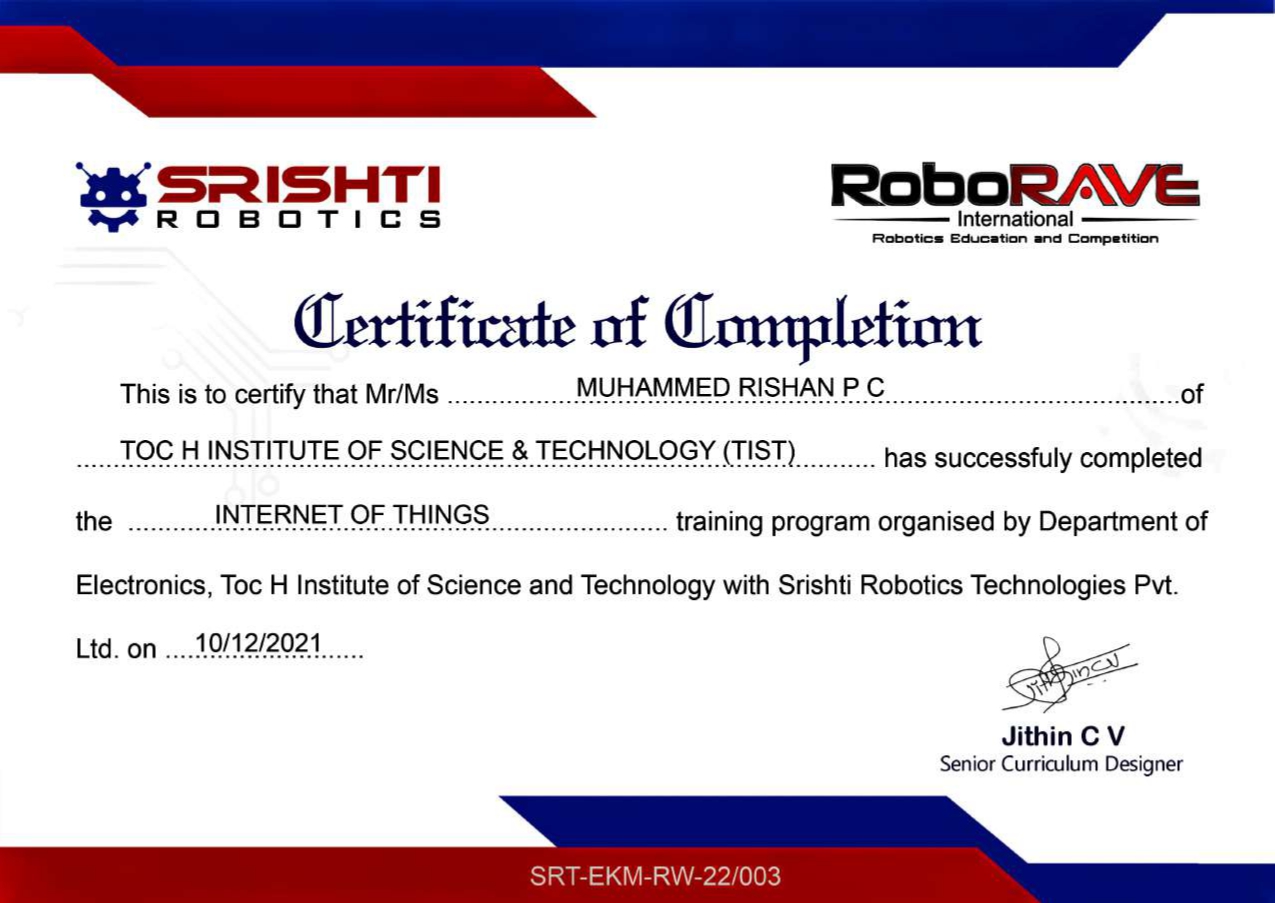 SRISHTI
ROBOTICS
RoboRAVE
International
Robotics Education and Competition
Certificate of Completion
This is to certify that Mr/Ms ................MUHAMMED RISHAN P C........................................of
......TOC H INSTITUTE OF SCIENCE & TECHNOLOGY (TIST)........... has successfuly completed
the ...........INTERNET OF THINGS........................ training program organised by Department of
Electronics, Toc H Institute of Science and Technology with Srishti Robotics Technologies Pvt.
Ltd. on ....10/12/2021......
Jithin C V
Jithin C V
Senior Curriculum Designer
SRT-EKM-RW-22/003